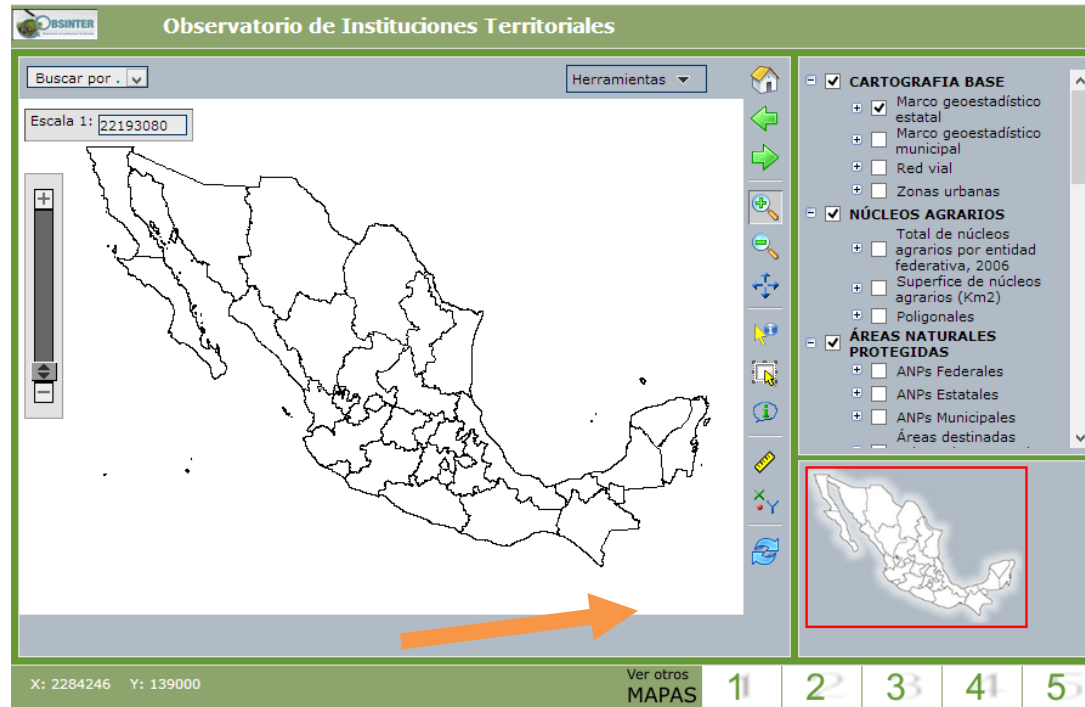 OBSINTER
Observatorio de Instituciones Territoriales
Buscar por .
Herramientas
Escala 1: 22193080
CARTOGRAFIA BASE
Marco geoestadístico
estatal
Marco geoestadístico
municipal
Red vial
Zonas urbanas
NÚCLEOS AGRARIOS
Total de núcleos
agrarios por entidad
federativa, 2006
Superfice de núcleos
agrarios (Km2)
Poligonales
ÁREAS NATURALES
PROTEGIDAS
ANPs Federales
ANPs Estatales
ANPs Municipales
Áreas destinadas
X Y
X: 2284246 Y: 139000
Ver otros
MAPAS
1 2 3 4 5